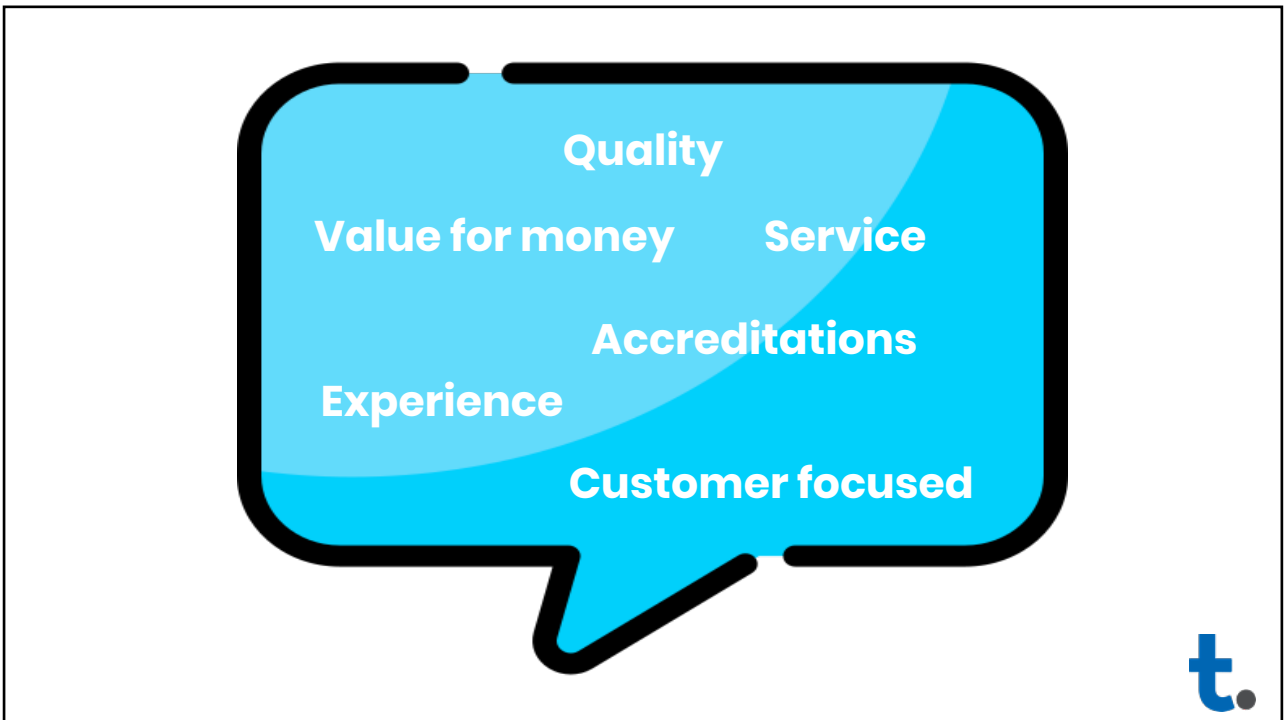 Quality
Value for money Service
Accreditations
Experience
Customer focused
t.